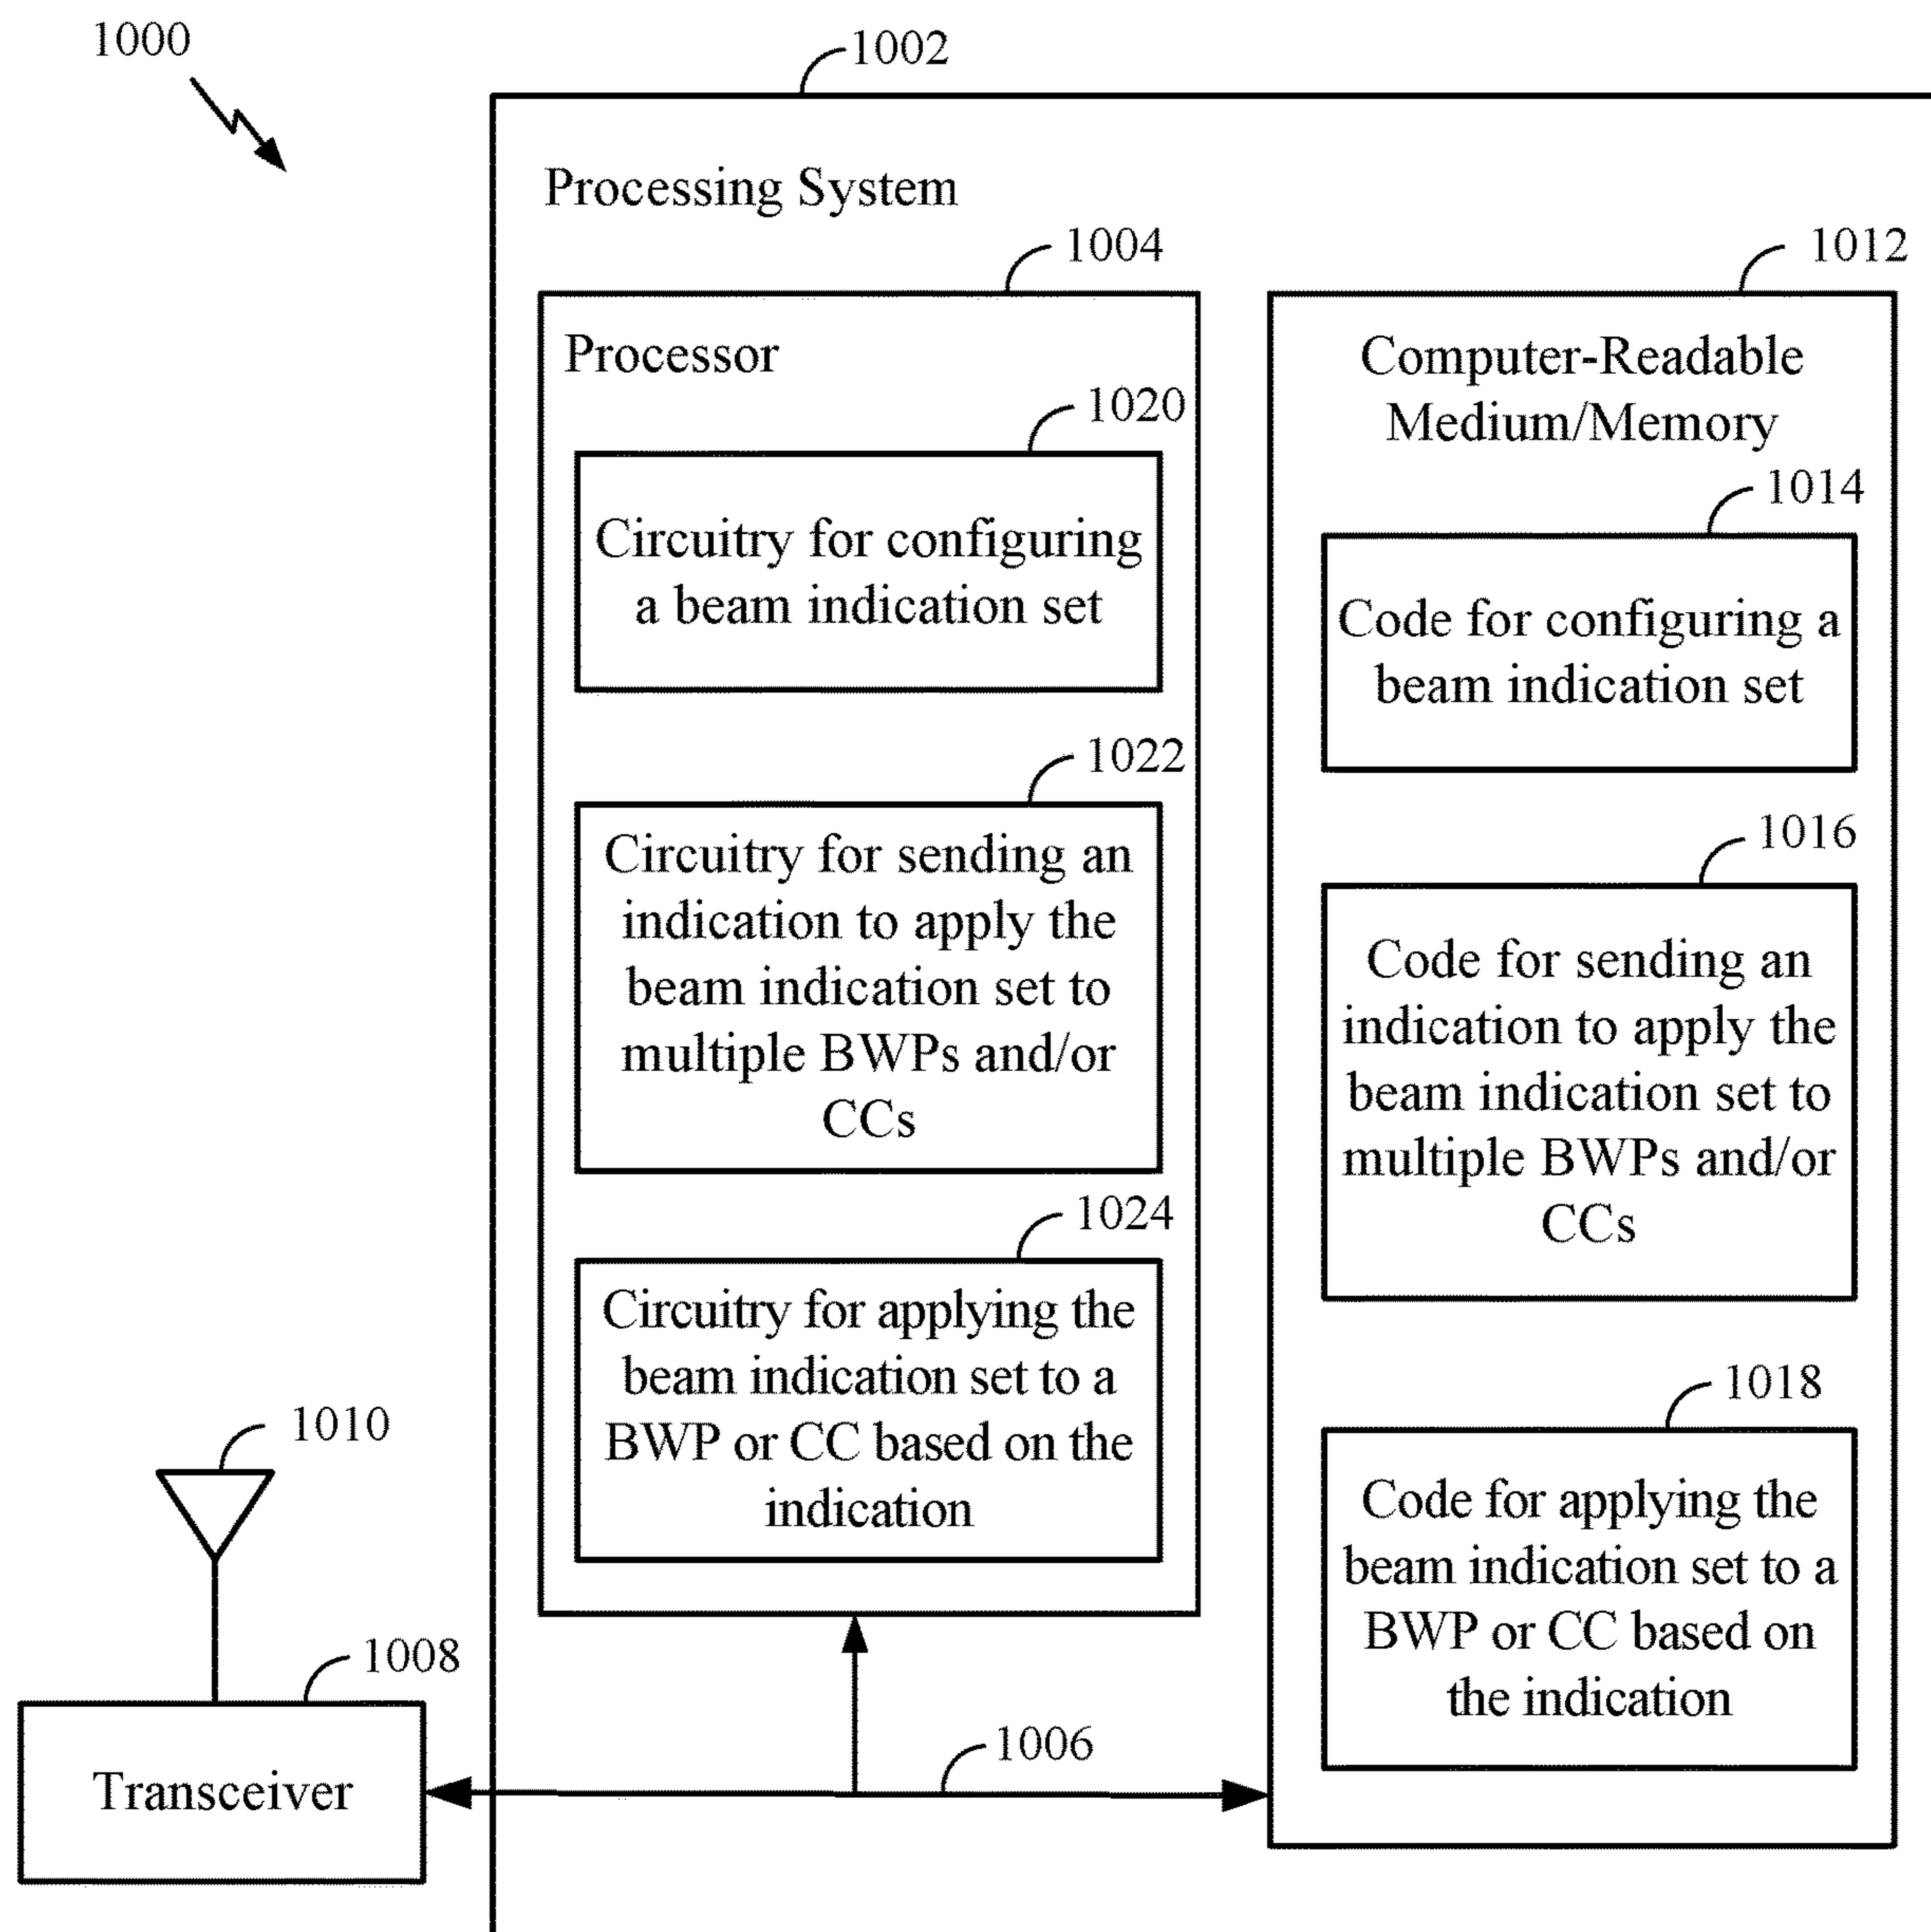 1000
1002
Processing System
1004
Processor
1020
Circuitry for configuring
a beam indication set
1022
Circuitry for sending an
indication to apply the
beam indication set to
multiple BWPs and/or
CCs
1024
Circuitry for applying the
beam indication set to a
BWP or CC based on the
indication
1012
Computer-Readable
Medium/Memory
1014
Code for configuring a
beam indication set
1016
Code for sending an
indication to apply the
beam indication set to
multiple BWPs and/or
CCs
1018
Code for applying the
beam indication set to a
BWP or CC based on
the indication
1010
1008
Transceiver
1006